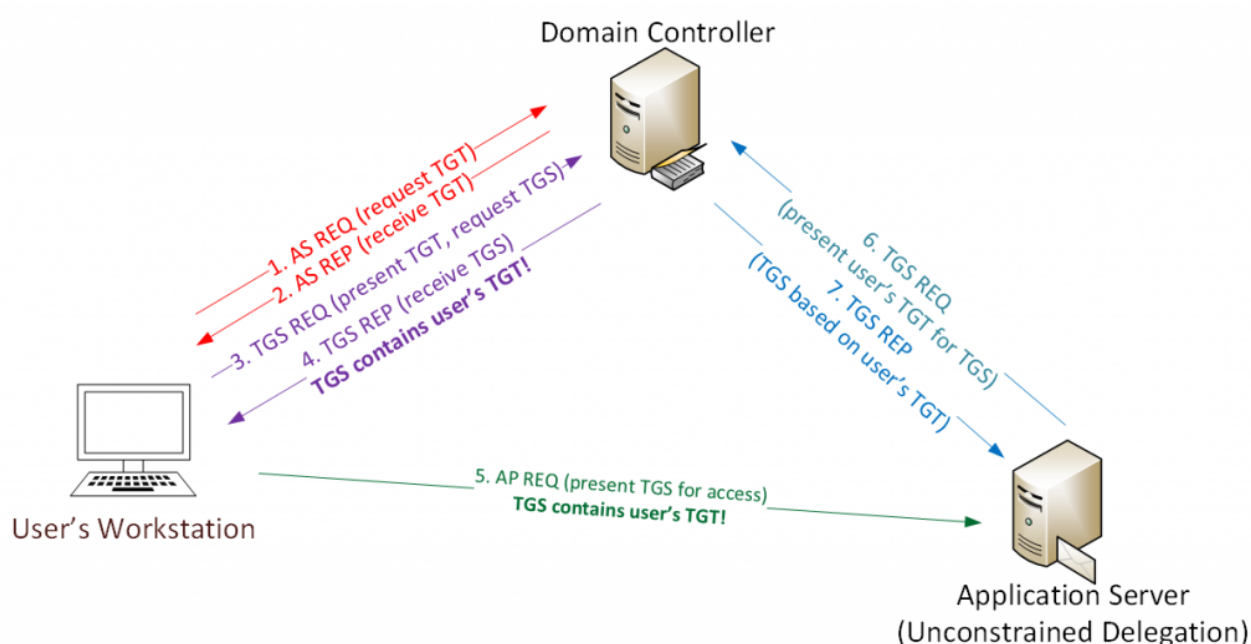 Domain Controller
1. AS REQ (request TGT)
2. AS REP (receive TGT)
3. TGS REQ (present TGT, request TGS)
4. TGS REP (receive TGS)
TGS contains user's TGT!
6. TGS REQ
(present user's TGT for TGS)
7. TGS REP
(TGS based on user's TGT)
5. AP REQ (present TGS for access)
TGS contains user's TGT!
User's Workstation
Application Server
(Unconstrained Delegation)